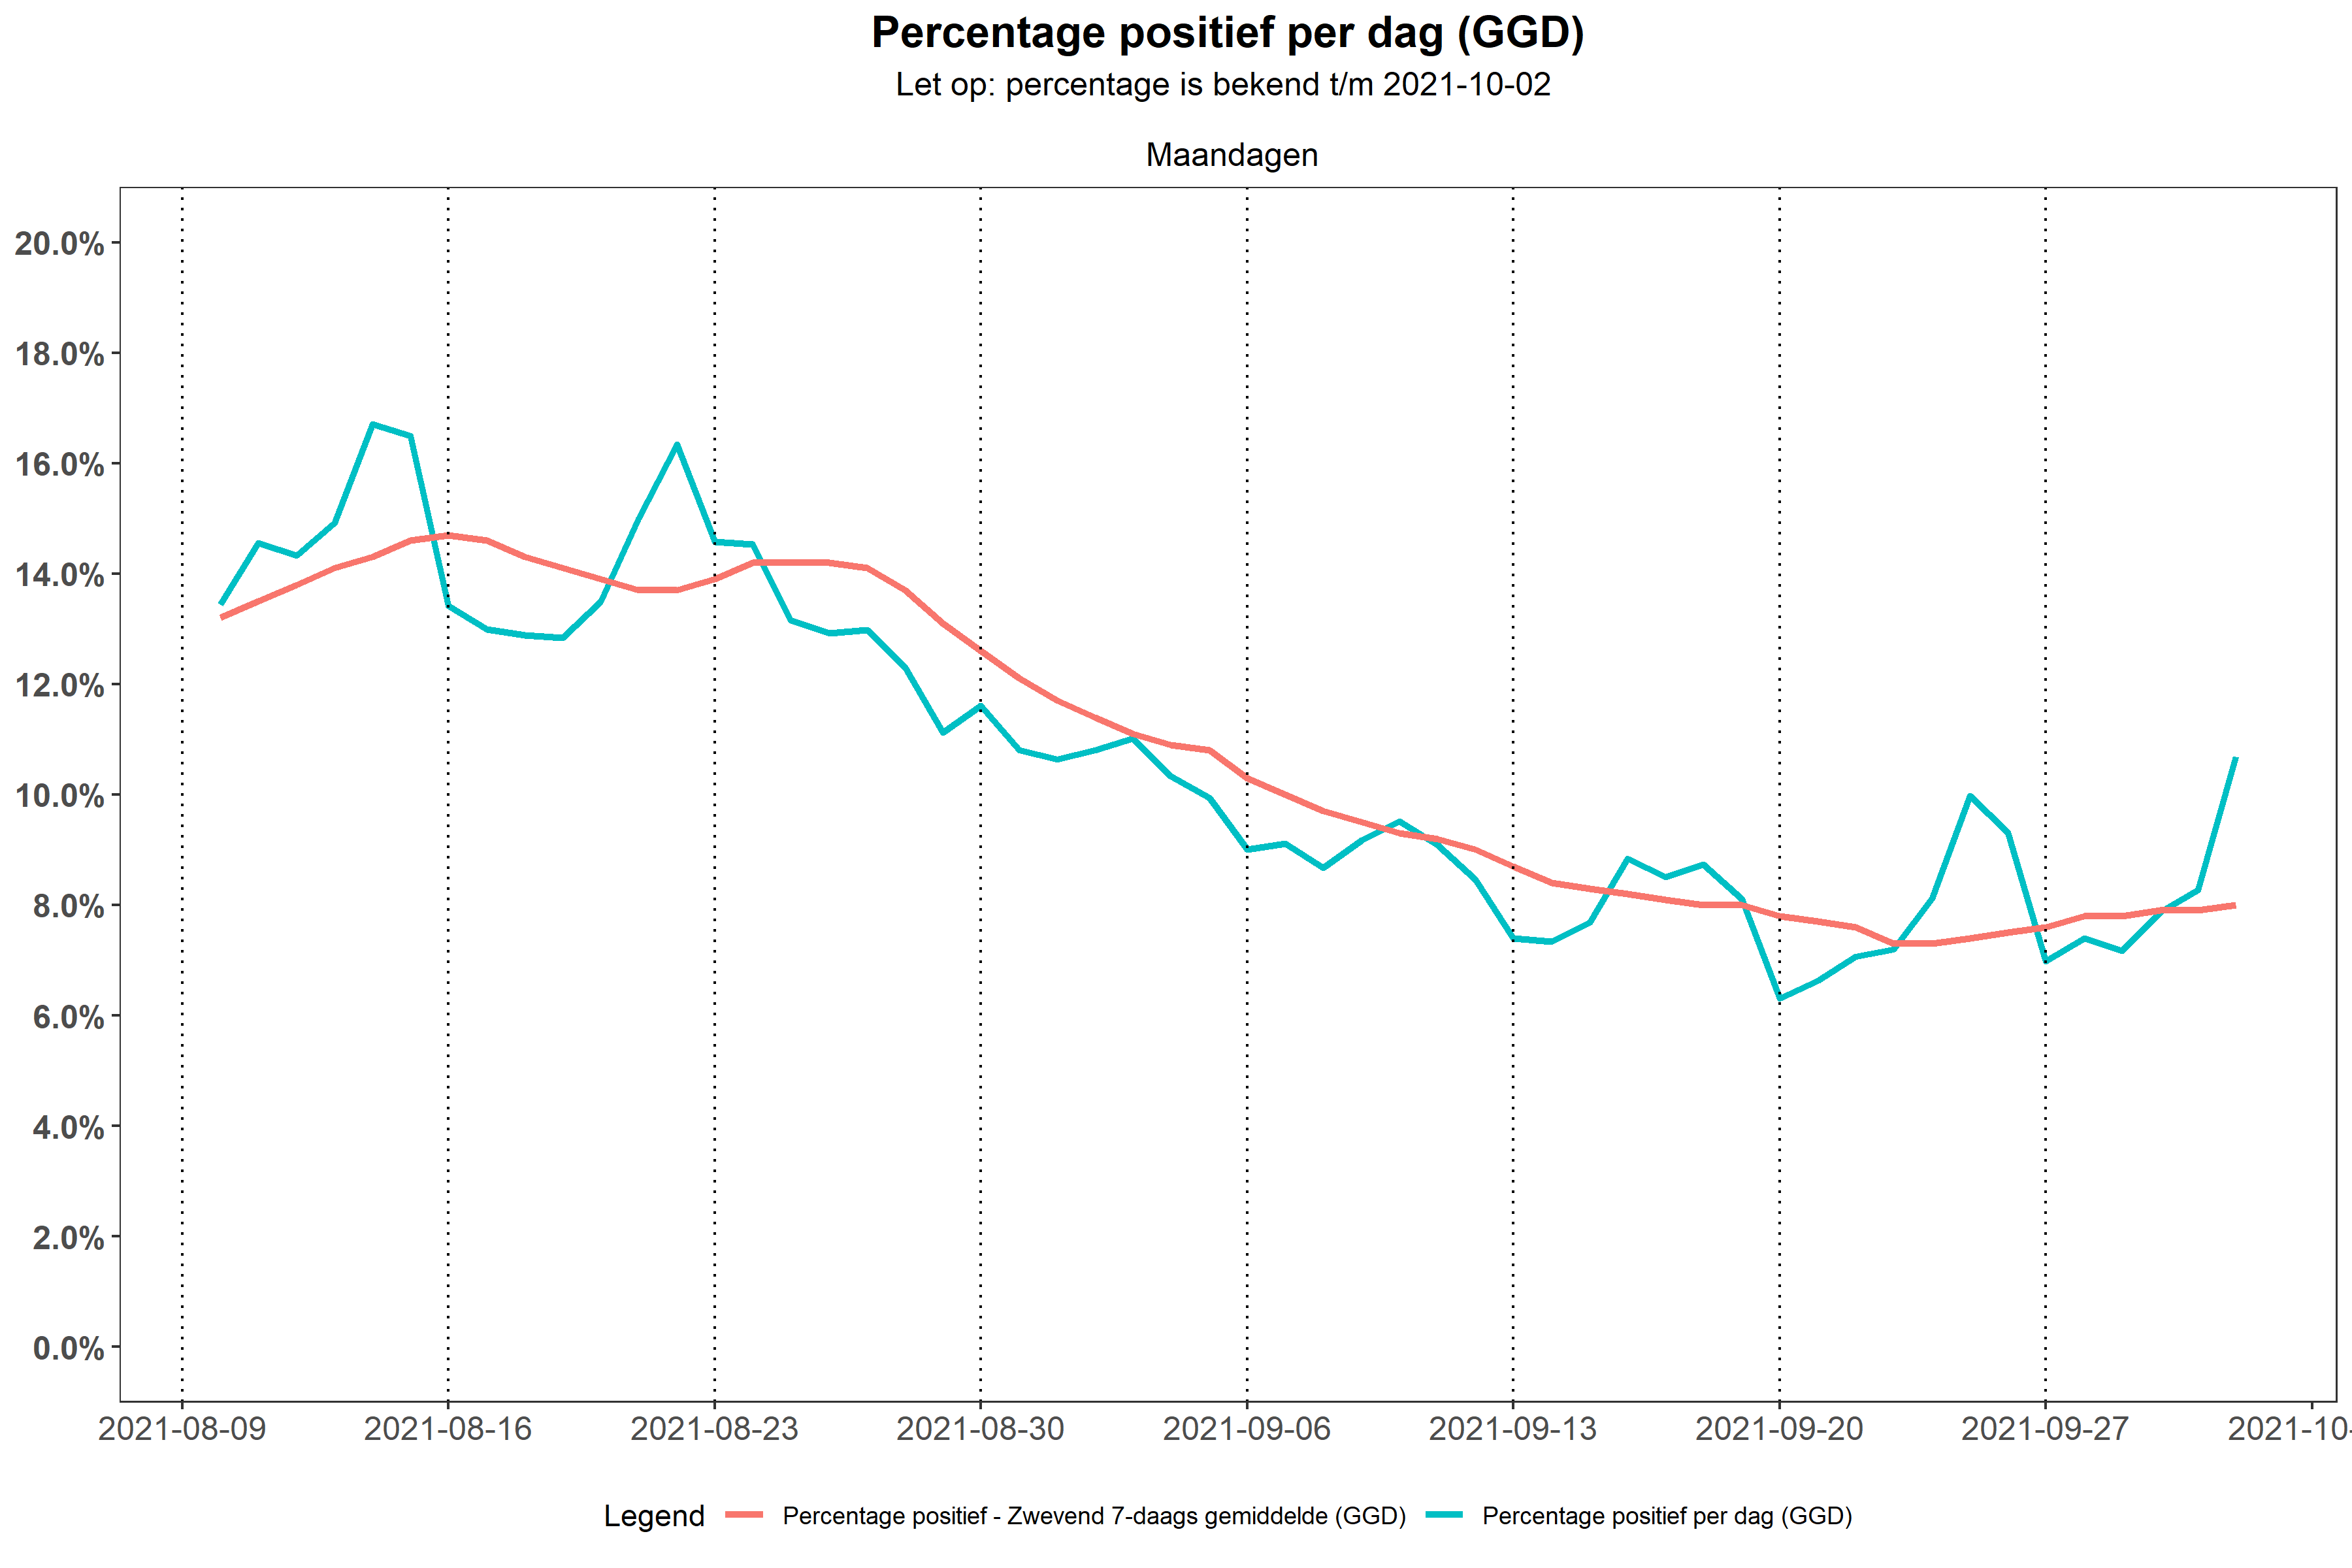 Percentage positief per dag (GGD)
Let op: percentage is bekend t/m 2021-10-02
Maandagen
20.0%
18.0%
16.0%
14.0%
12.0%
10.0%
8.0%
6.0%
4.0%
2.0%
0.0%
2021-08-09 2021-08-16 2021-08-23 2021-08-30 2021-09-06 2021-09-13 2021-09-20 2021-09-27 2021-10-
Legend Percentage positief - Zwevend 7-daags gemiddelde (GGD) Percentage positief per dag (GGD)